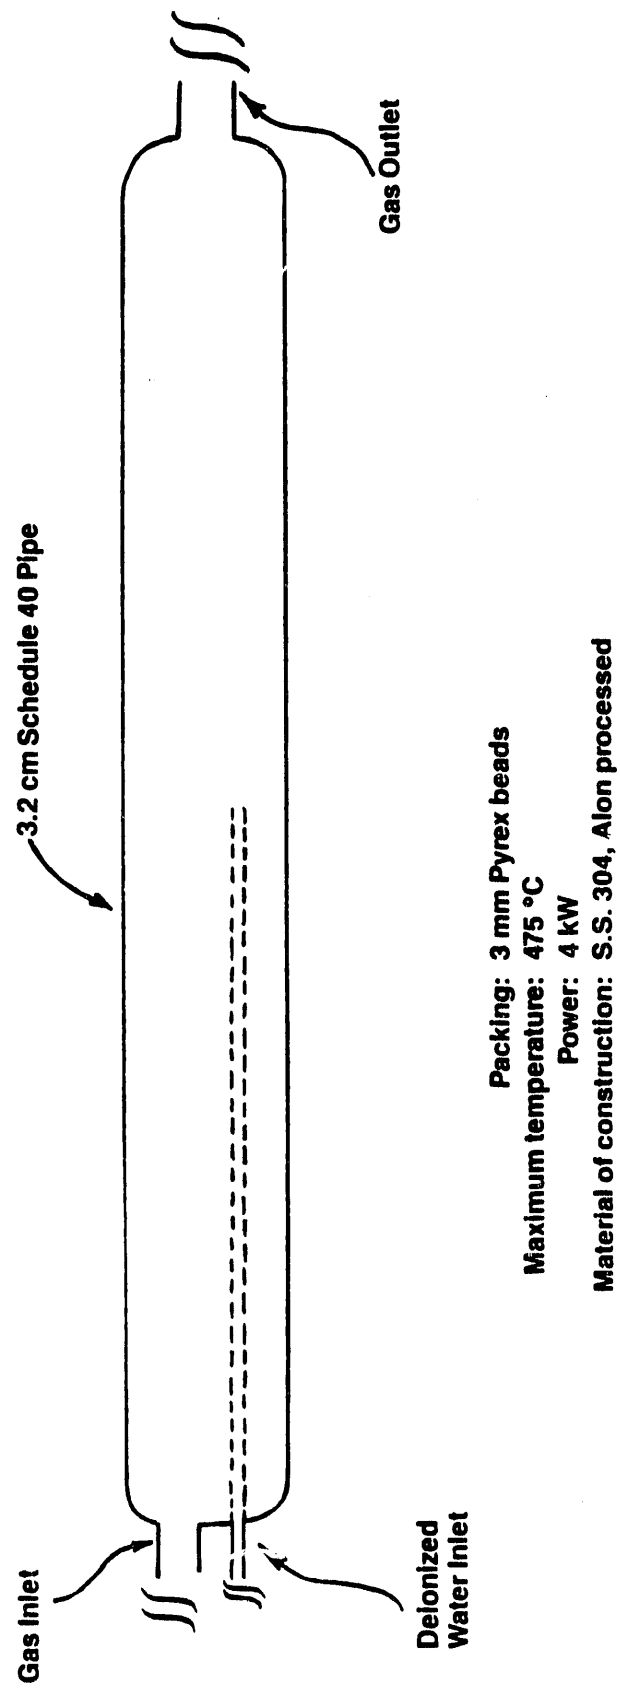 3.2 cm Schedule 40 Pipe
Gas Inlet
Gas Outlet
Deionized
Water Inlet
Packing: 3 mm Pyrex beads
Maximum temperature: 475 °C
Power: 4 kW
Material of construction: S.S. 304, Alon processed